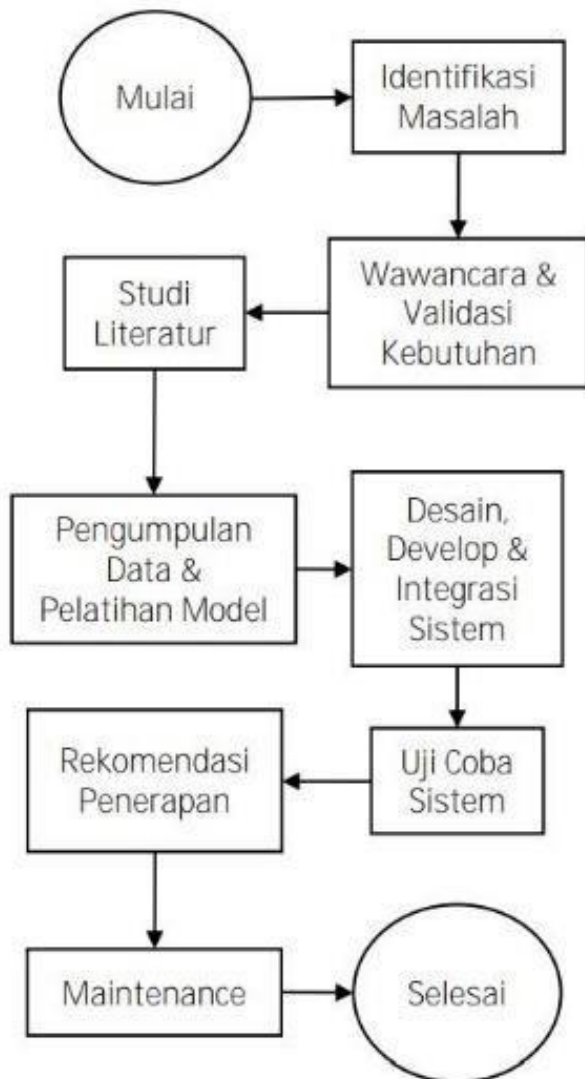 Mulai
Identifikasi
Masalah
Wawancara &
Validasi
Kebutuhan
Studi
Literatur
Pengumpulan
Data &
Pelatihan Model
Desain,
Develop &
Integrasi
Sistem
Uji Coba
Sistem
Rekomendasi
Penerapan
Maintenance
Selesai